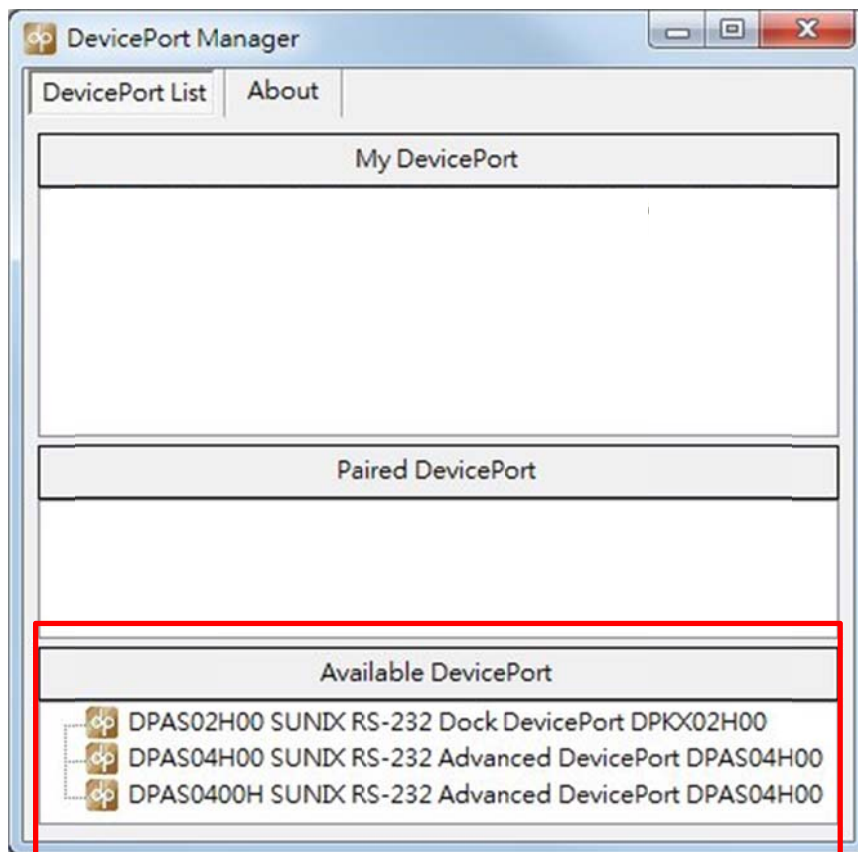 DevicePort Manager
DevicePort List About
My DevicePort
Paired DevicePort
Available DevicePort
DPAS02H00 SUNIX RS-232 Dock DevicePort DPKX02H00
DPAS04H00 SUNIX RS-232 Advanced DevicePort DPAS04H00
DPAS0400H SUNIX RS-232 Advanced DevicePort DPAS04H00